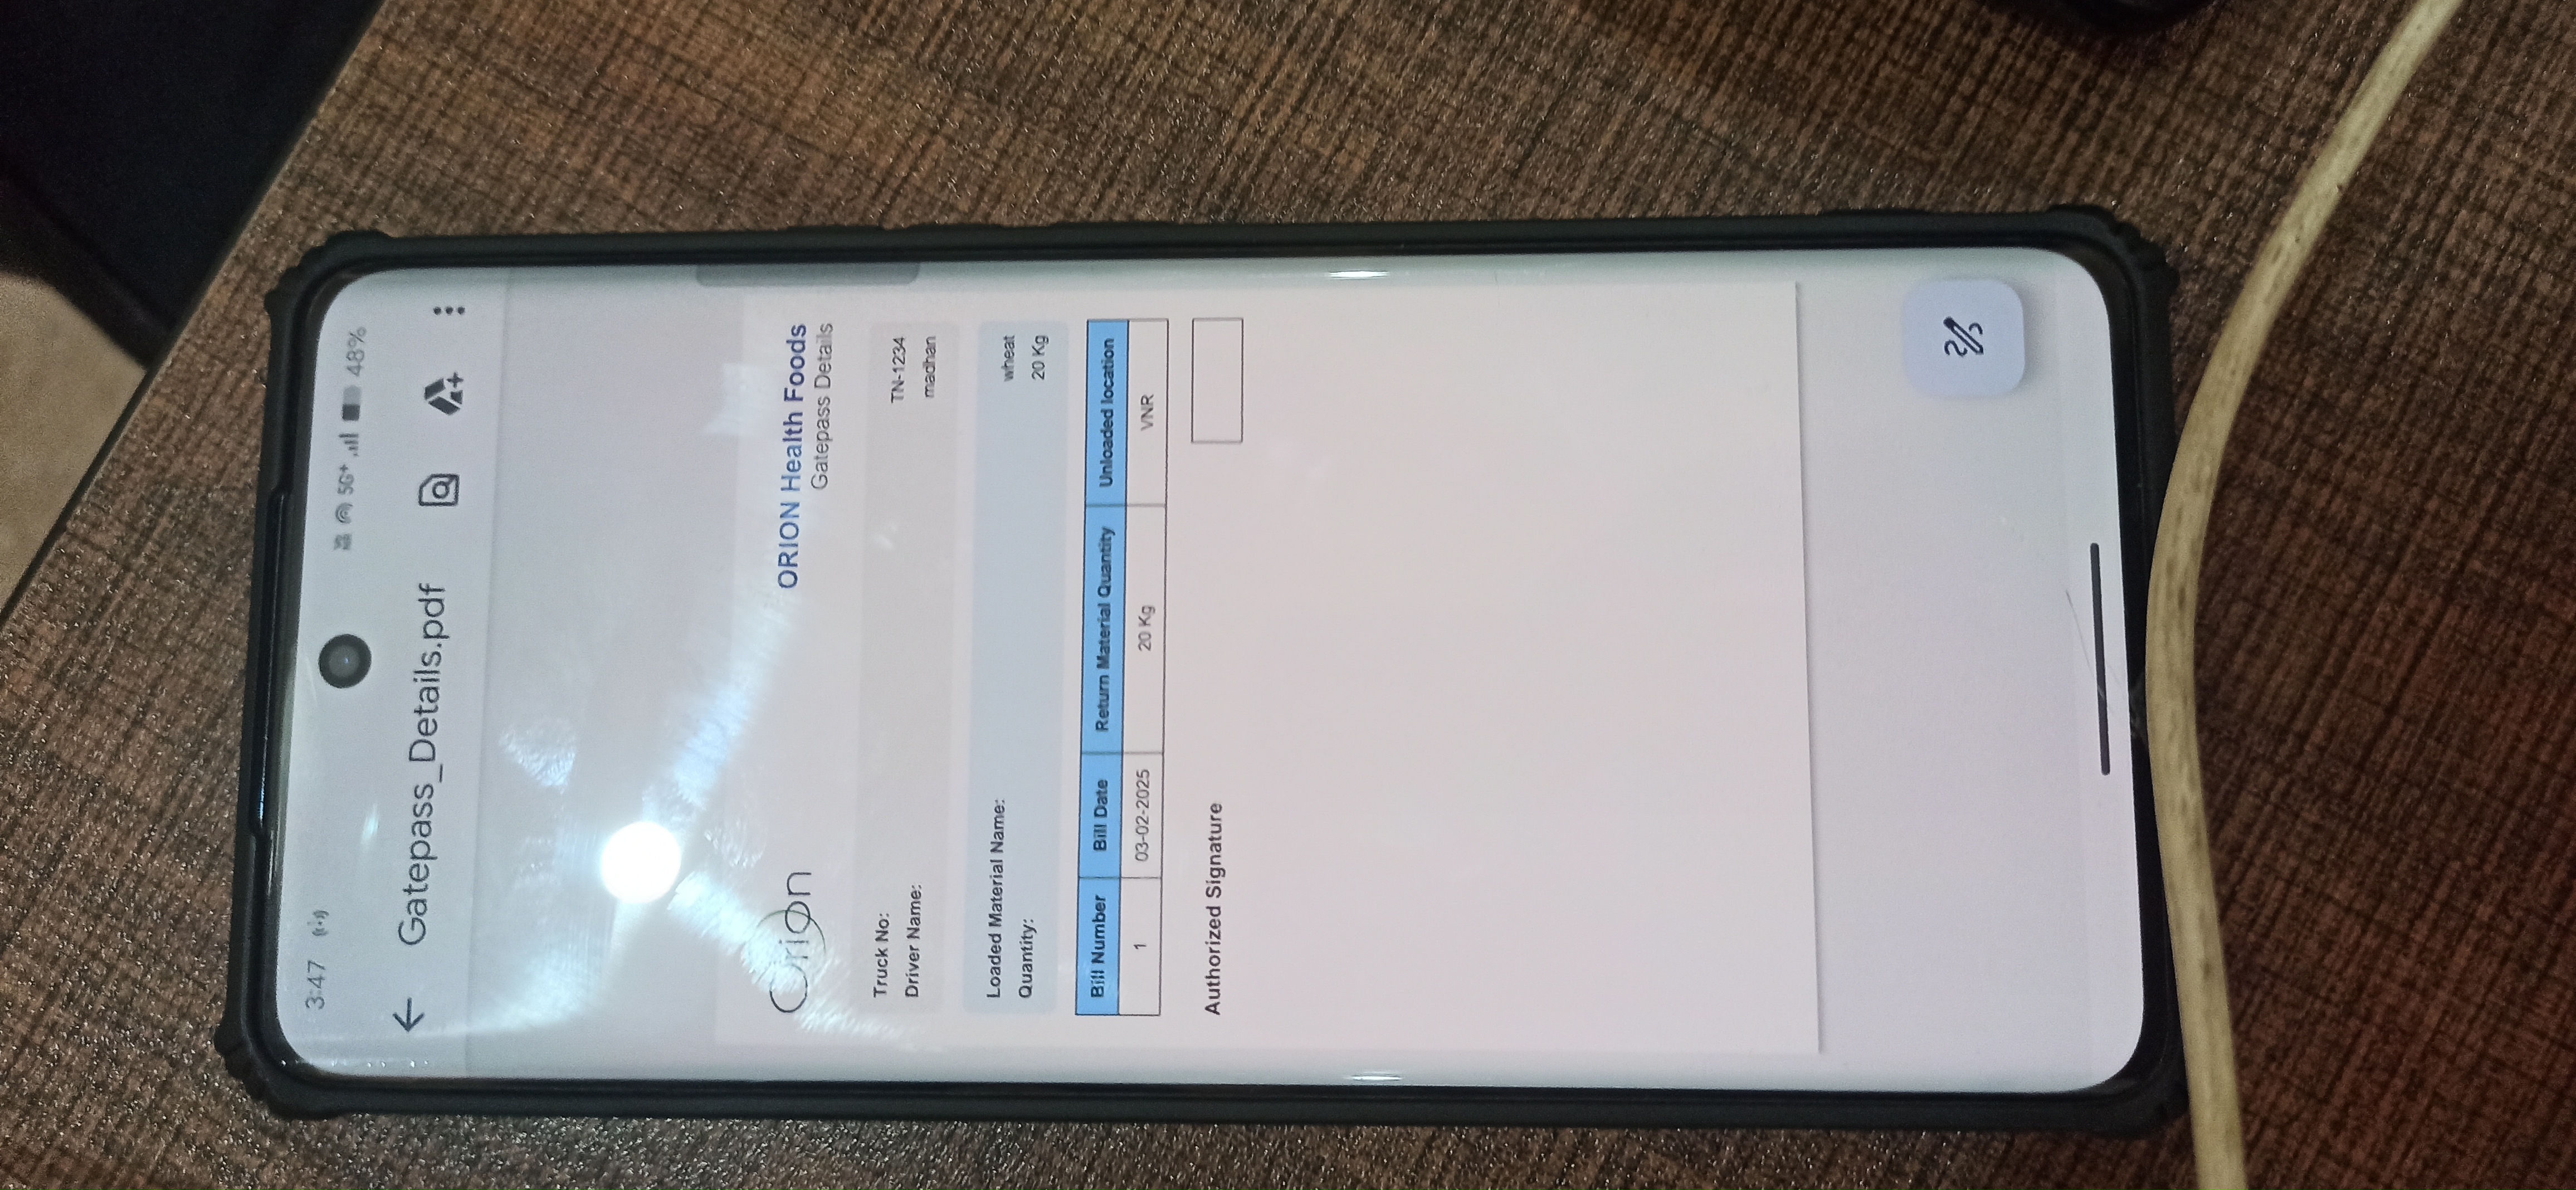 3:47 5G+ 48%
Gatepass_Details.pdf
Orion
ORION Health Foods
Gatepass Details
Truck No: TN-1234
Driver Name: madhan
Loaded Material Name: wheat
Quantity: 20 Kg
Bill Number Bill Date Return Material Quantity Unloaded location
1 03-02-2025 20 Kg VNR
Authorized Signature